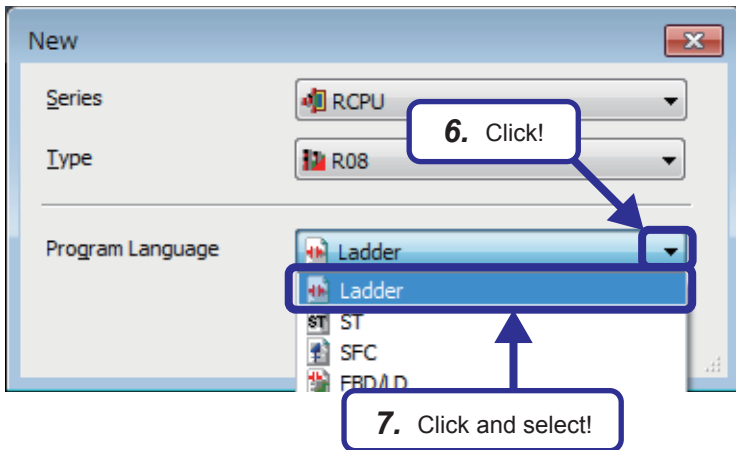 New
Series
RCPU
6. Click!
Type
R08
Program Language
Ladder
Ladder
ST
SFC
FBD/LD
7. Click and select!